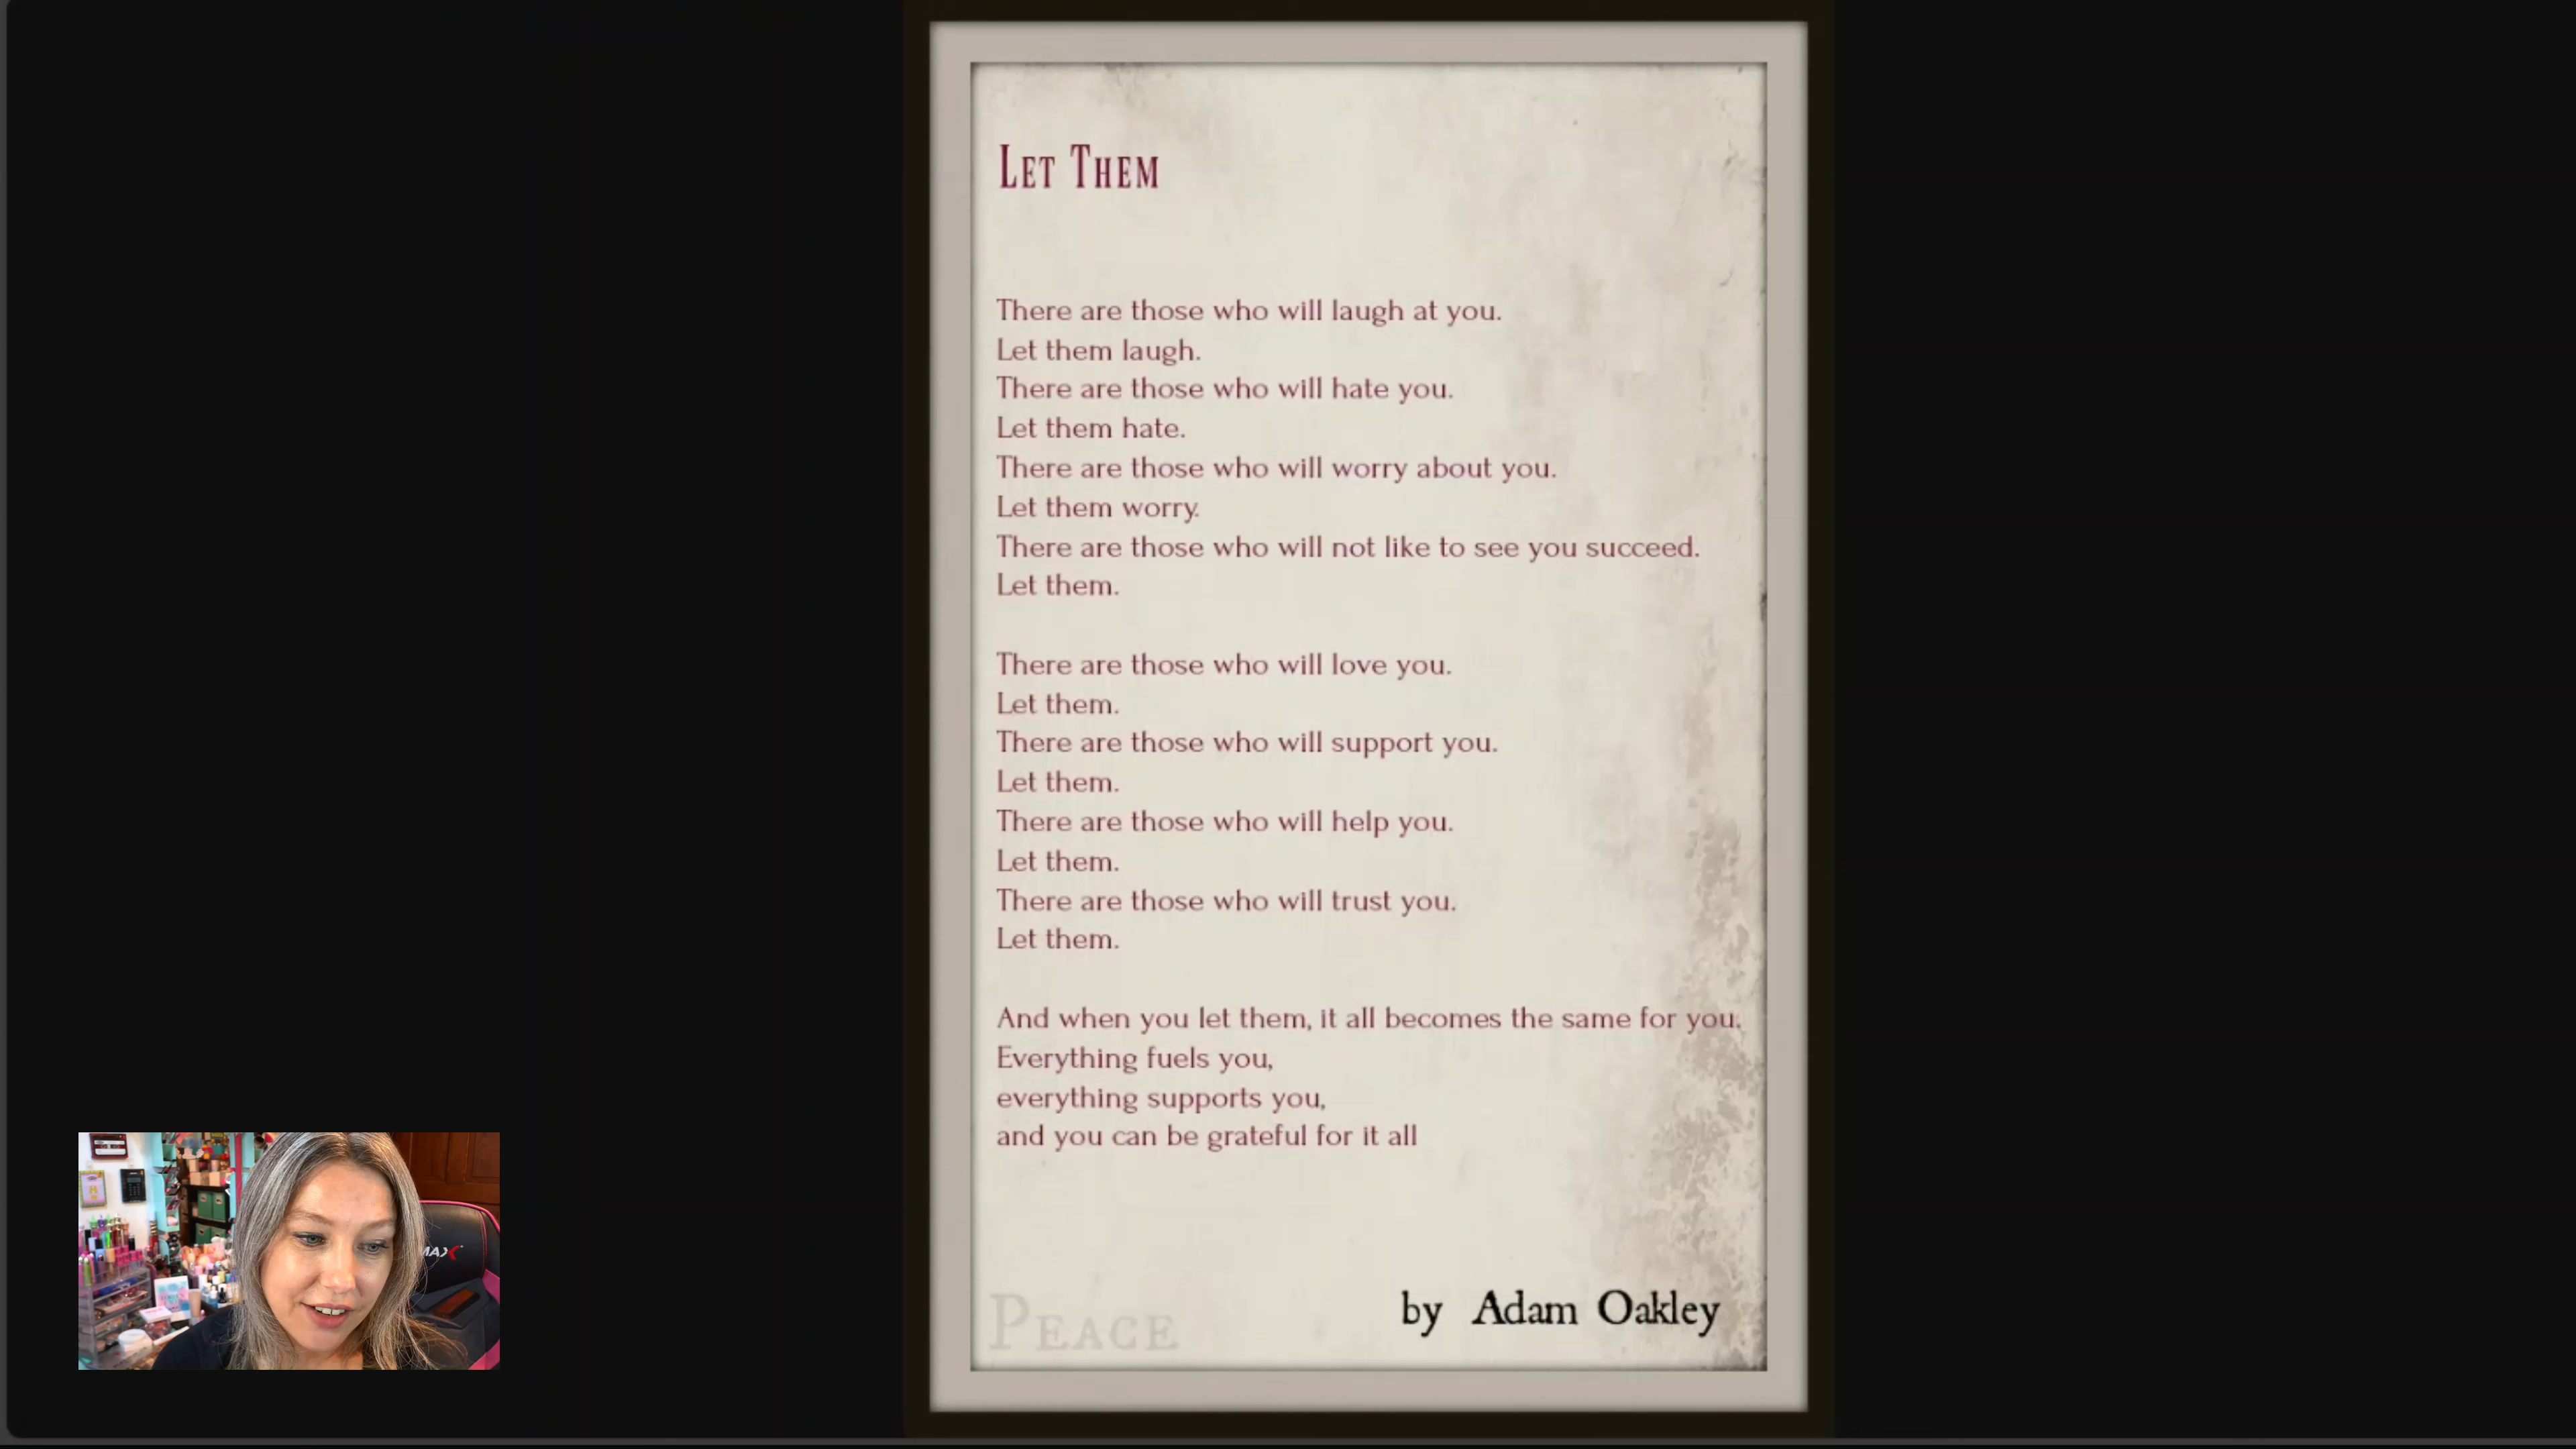 Let Them
There are those who will laugh at you.
Let them laugh.
There are those who will hate you.
Let them hate.
There are those who will worry about you.
Let them worry.
There are those who will not like to see you succeed.
Let them.
There are those who will love you.
Let them.
There are those who will support you.
Let them.
There are those who will help you.
Let them.
There are those who will trust you.
Let them.
And when you let them, it all becomes the same for you.
Everything fuels you,
everything supports you,
and you can be grateful for it all
Peace
by Adam Oakley
MAX